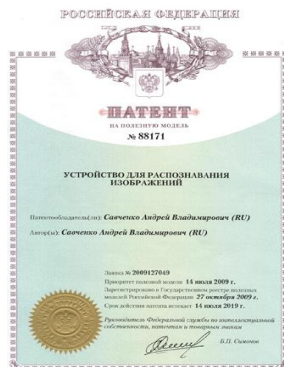 РОССИЙСКАЯ ФЕДЕРАЦИЯ
ПАТЕНТ
НА ПОЛЕЗНУЮ МОДЕЛЬ
№ 88171
УСТРОЙСТВО ДЛЯ РАСПОЗНАВАНИЯ
ИЗОБРАЖЕНИЙ
Патентообладатель(ли): Савченко Андрей Владимирович (RU)
Автор(ы): Савченко Андрей Владимирович (RU)
Заявка № 2009127049
Приоритет полезной модели 14 июля 2009 г.
Зарегистрировано в Государственном реестре полезных
моделей Российской Федерации 27 октября 2009 г.
Срок действия патента истекает 14 июля 2019 г.
Руководитель Федеральной службы по интеллектуальной
собственности, патентам и товарным знакам
Б.П. Симонов